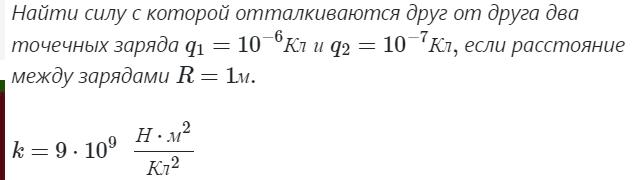 Найти силу с которой отталкиваются друг от друга два
точечных заряда q₁ = 10⁻⁶Кл и q₂ = 10⁻⁷Кл, если расстояние
между зарядами R = 1м.
k = 9 · 10⁹ Н · м² / Кл²